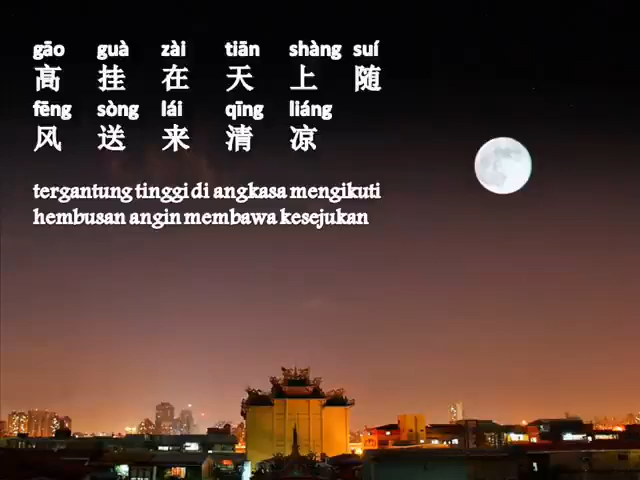 gāo guà zài tiān shàng suí
高 挂 在 天 上 随
fēng sòng lái qīng liáng
风 送 来 清 凉
tergantung tinggi di angkasa mengikuti
hembusan angin membawa kesejukan